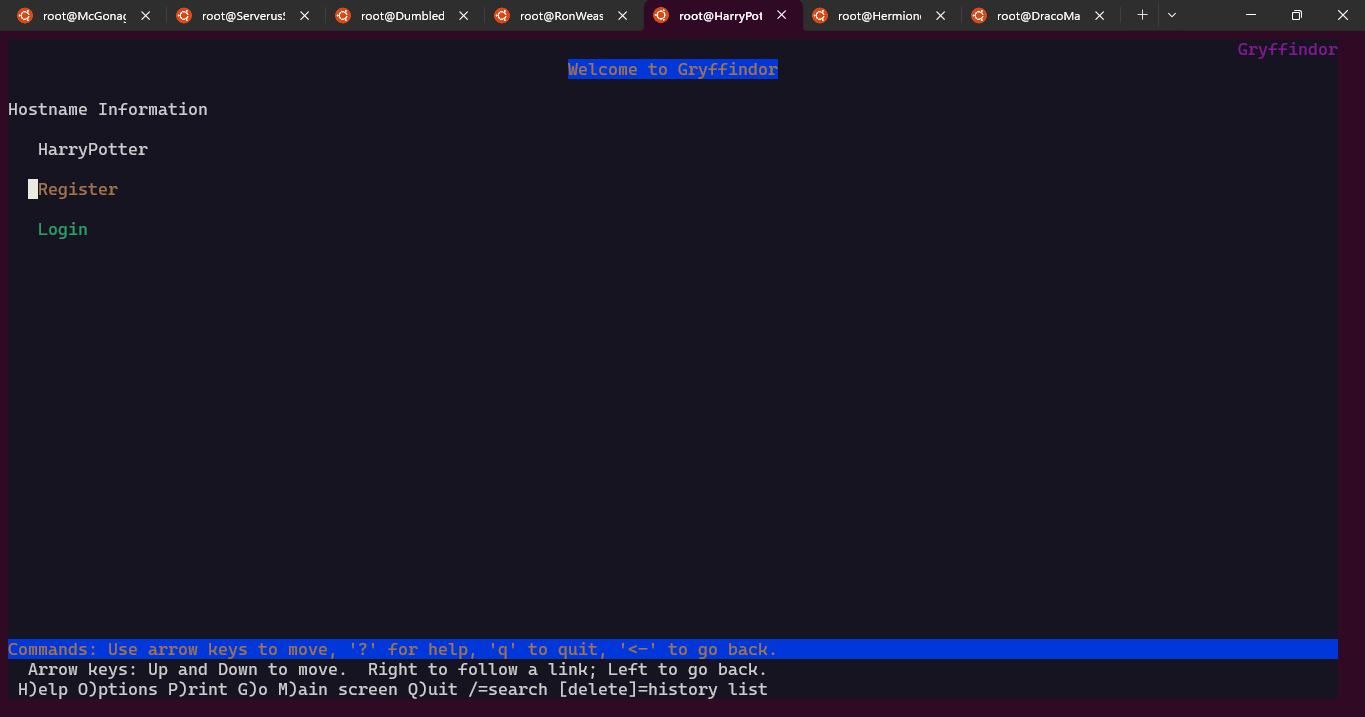 root@McGonag
root@Serverus
root@Dumbled
root@RonWeas
root@HarryPot
root@Hermion
root@DracoMa
Gryffindor
Welcome to Gryffindor
Hostname Information
HarryPotter
Register
Login
Commands: Use arrow keys to move, '?' for help, 'q' to quit, '<-' to go back.
Arrow keys: Up and Down to move.  Right to follow a link; Left to go back.
H)elp O)ptions P)rint G)o M)ain screen Q)uit /=search [delete]=history list